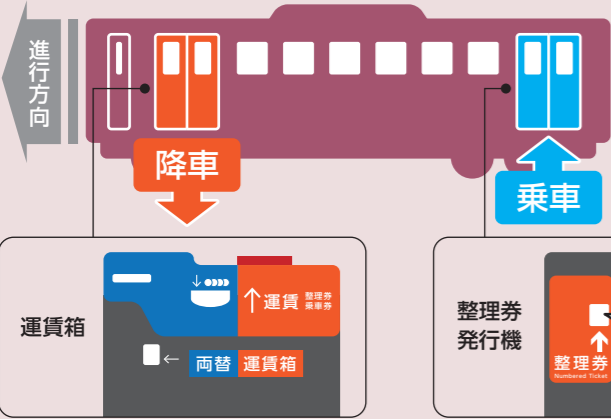 進行方向
降車
乗車
運賃箱
運賃
整理券
乗車券
両替
運賃箱
整理券
発行機
整理券
Numbered Ticket